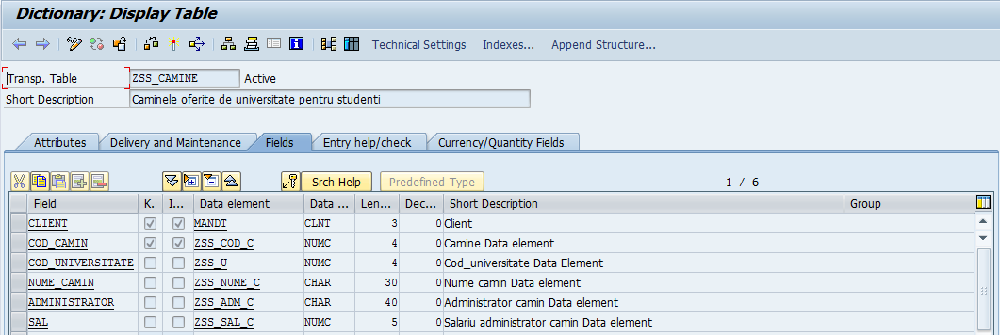 Dictionary: Display Table
Technical Settings Indexes... Append Structure...
Transp. Table ZSS_CAMINE Active
Short Description Caminele oferite de universitate pentru studenti
Attributes Delivery and Maintenance Fields Entry help/check Currency/Quantity Fields
Srch Help Predefined Type 1 / 6
Field K.. I... Data element Data ... Len... Dec... Short Description Group
CLIENT MANDT CLNT 3 0 Client
COD_CAMIN ZSS_COD_C NUMC 4 0 Camine Data element
COD_UNIVERSITATE ZSS_U NUMC 4 0 Cod_universitate Data Element
NUME_CAMIN ZSS_NUME_C CHAR 30 0 Nume camin Data element
ADMINISTRATOR ZSS_ADM_C CHAR 40 0 Administrator camin Data element
SAL ZSS_SAL_C NUMC 5 0 Salariu administrator camin Data element